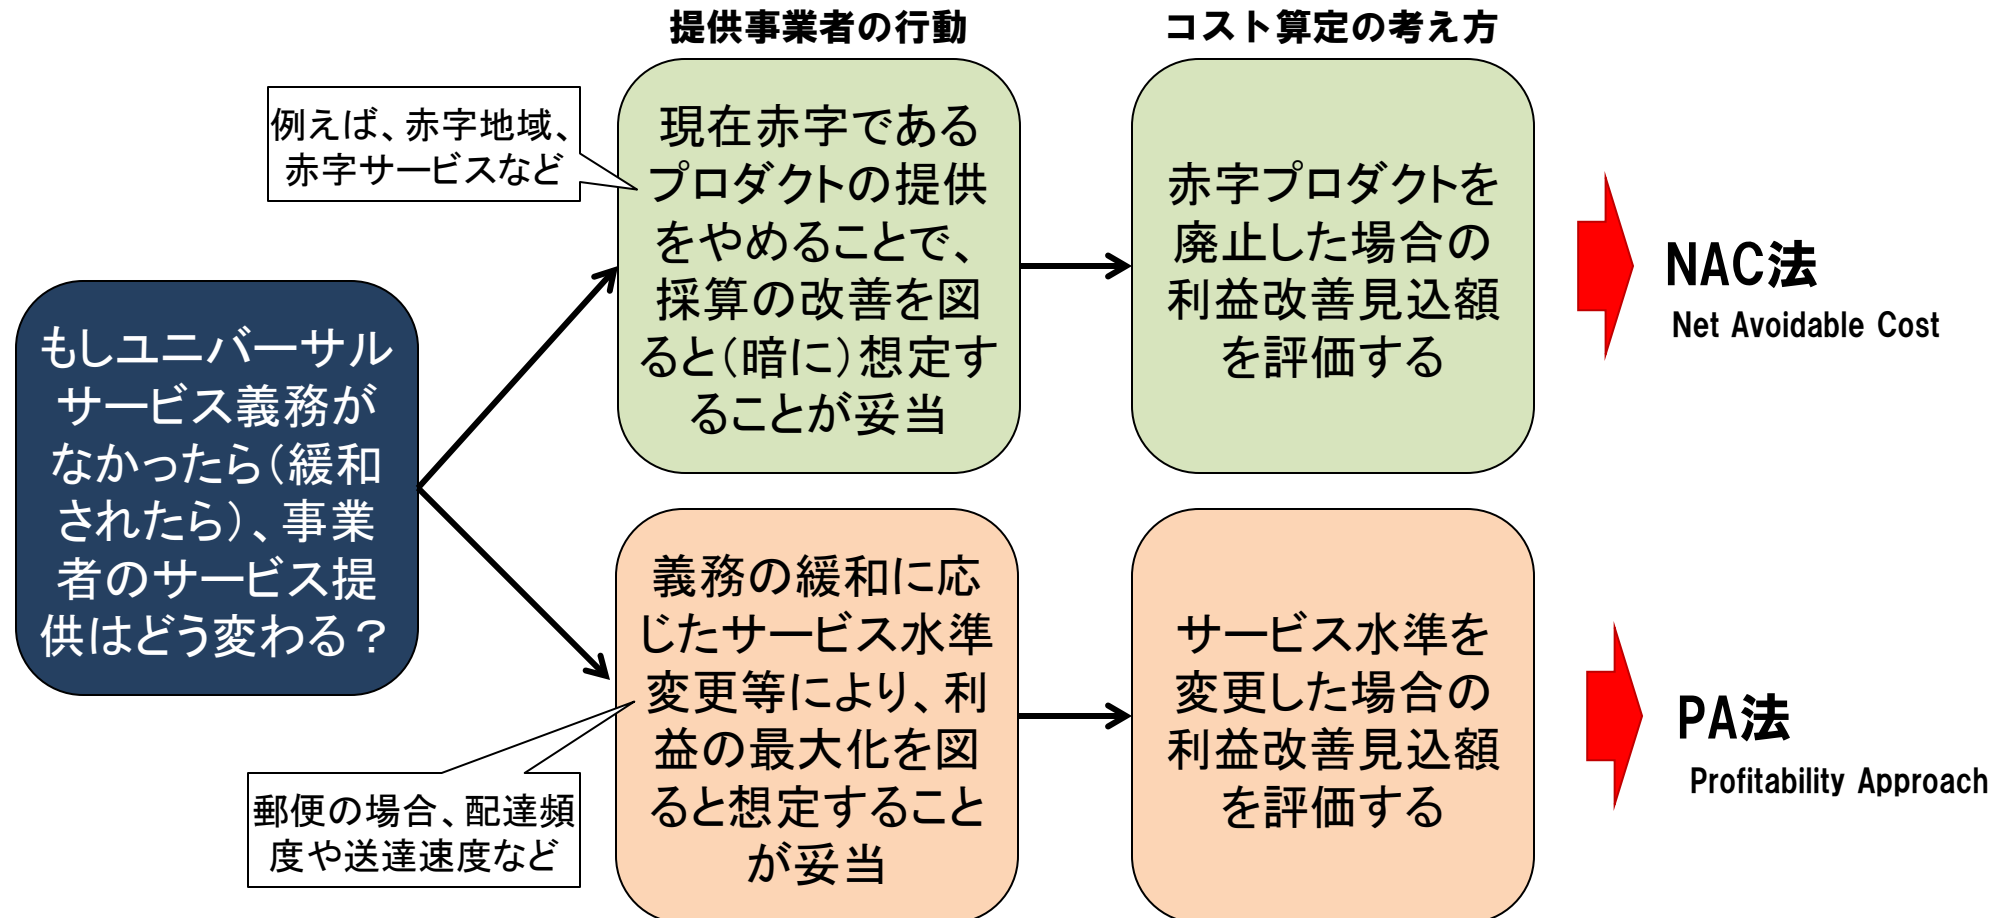 提供事業者の行動
コスト算定の考え方
例えば、赤字地域、
赤字サービスなど
現在赤字である
プロダクトの提供
をやめることで、
採算の改善を図
ると(暗に)想定す
ることが妥当
赤字プロダクトを
廃止した場合の
利益改善見込額
を評価する
NAC法
Net Avoidable Cost
もしユニバーサル
サービス義務が
なかったら(緩和
されたら)、事業
者のサービス提
供はどう変わる?
義務の緩和に応
じたサービス水準
変更等により、利
益の最大化を図
ると想定すること
が妥当
郵便の場合、配達頻
度や送達速度など
サービス水準を
変更した場合の
利益改善見込額
を評価する
PA法
Profitability Approach